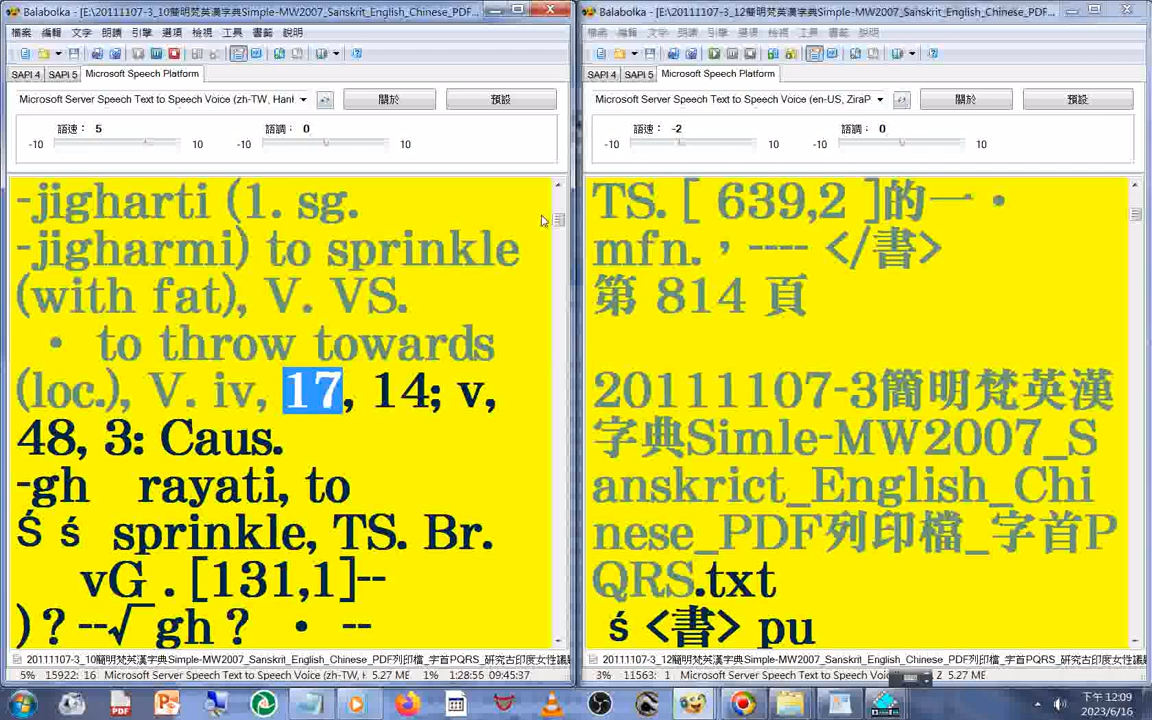 Balabolka - [E:\20111107-3_10簡明梵英漢字典Simple-MW2007_Sanskrit_English_Chinese_PDF...
檔案 編輯 文字 朗讀 引擎 選項 檢視 工具 書籤 說明
SAPI 4 SAPI 5 Microsoft Speech Platform
Microsoft Server Speech Text to Speech Voice (zh-TW, Han
關於 預設
語速： 5 語調： 0
-10 10 -10 10
-jigharti (1. sg.
-jigharmi) to sprinkle
(with fat), V. VS.
• to throw towards
(loc.), V. iv, 17, 14; v,
48, 3: Caus.
-gh rayati, to
Ś ś sprinkle, TS. Br.
vG . [131,1]--
) ? --√ gh ? • --
20111107-3_10簡明梵英漢字典Simple-MW2007_Sanskrit_English_Chinese_PDF列印檔_字首PQRS_研究古印度女性議
5% 15922: 16 Microsoft Server Speech Text to Speech Voice (zh-TW, H 5.27 ME 1% 1:28:55 09:45:37
Balabolka - [E:\20111107-3_12簡明梵英漢字典Simple-MW2007_Sanskrit_English_Chinese_PDF...
檔案 編輯 文字 朗讀 引擎 選項 檢視 工具 書籤 說明
SAPI 4 SAPI 5 Microsoft Speech Platform
Microsoft Server Speech Text to Speech Voice (en-US, ZiraP
關於 預設
語速： -2 語調： 0
-10 10 -10 10
TS. [ 639,2 ]的一 •
mfn.，---- </書>
第 814 頁
20111107-3簡明梵英漢
字典Simle-MW2007_S
anskrict_English_Chi
nese_PDF列印檔_字首P
QRS.txt
ś <書> pu
20111107-3_12簡明梵英漢字典Simple-MW2007_Sanskrit_English_Chinese_PDF列印檔_字首PQRS_研究古印度女性議
3% 11563: 1 Microsoft Server Speech Text to Speech Voice (en-US 5.27 ME
下午 12:09
2023/6/16